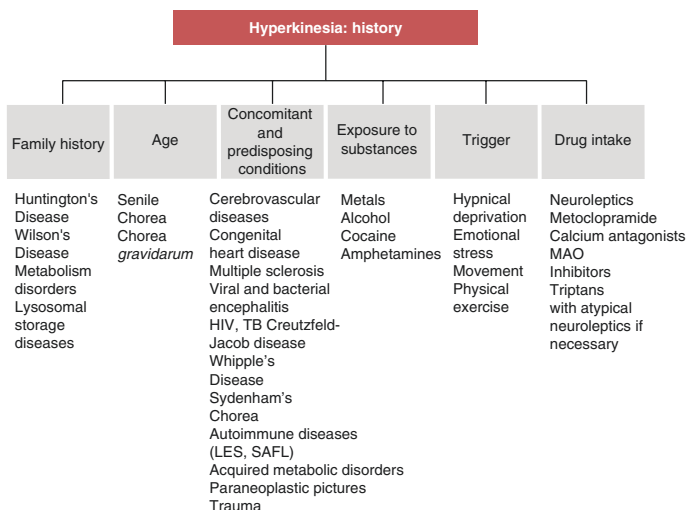 Hyperkinesia: history
Family history
Huntington's
Disease
Wilson's
Disease
Metabolism
disorders
Lysosomal
storage
diseases
Age
Senile
Chorea
Chorea
gravidarum
Concomitant
and
predisposing
conditions
Cerebrovascular
diseases
Congenital
heart disease
Multiple sclerosis
Viral and bacterial
encephalitis
HIV, TB Creutzfeld-
Jacob disease
Whipple’s
Disease
Sydenham’s
Chorea
Autoimmune diseases
(LES, SAFL)
Acquired metabolic disorders
Paraneoplastic pictures
Trauma
Exposure to
substances
Metals
Alcohol
Cocaine
Amphetamines
Trigger
Hypnical
deprivation
Emotional
stress
Movement
Physical
exercise
Drug intake
Neuroleptics
Metoclopramide
Calcium antagonists
MAO
Inhibitors
Triptans
with atypical
neuroleptics if
necessary